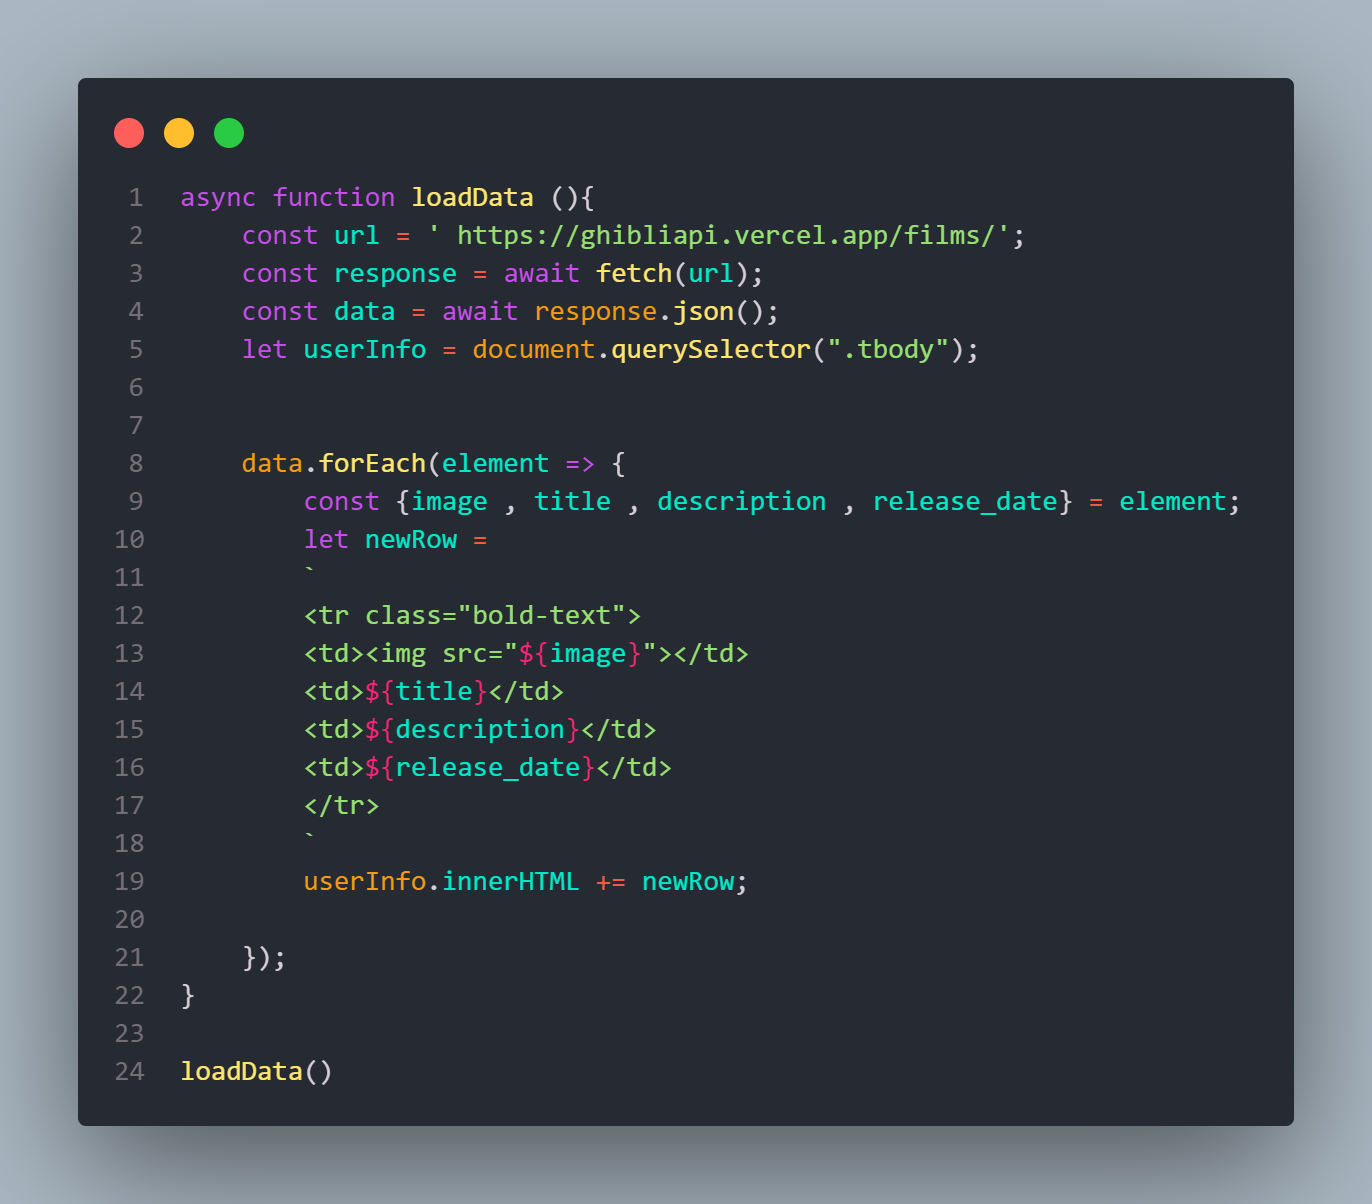 1 async function loadData (){
2     const url = ' https://ghibliapi.vercel.app/films/';
3     const response = await fetch(url);
4     const data = await response.json();
5     let userInfo = document.querySelector(".tbody");
6
7
8     data.forEach(element => {
9         const {image , title , description , release_date} = element;
10         let newRow =
11         `
12         <tr class="bold-text">
13         <td><img src="${image}"></td>
14         <td>${title}</td>
15         <td>${description}</td>
16         <td>${release_date}</td>
17         </tr>
18         `
19         userInfo.innerHTML += newRow;
20
21     });
22 }
23
24 loadData()